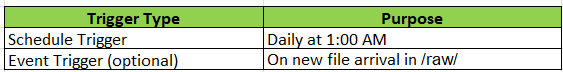 Trigger Type Purpose
Schedule Trigger Daily at 1:00 AM
Event Trigger (optional) On new file arrival in /raw/